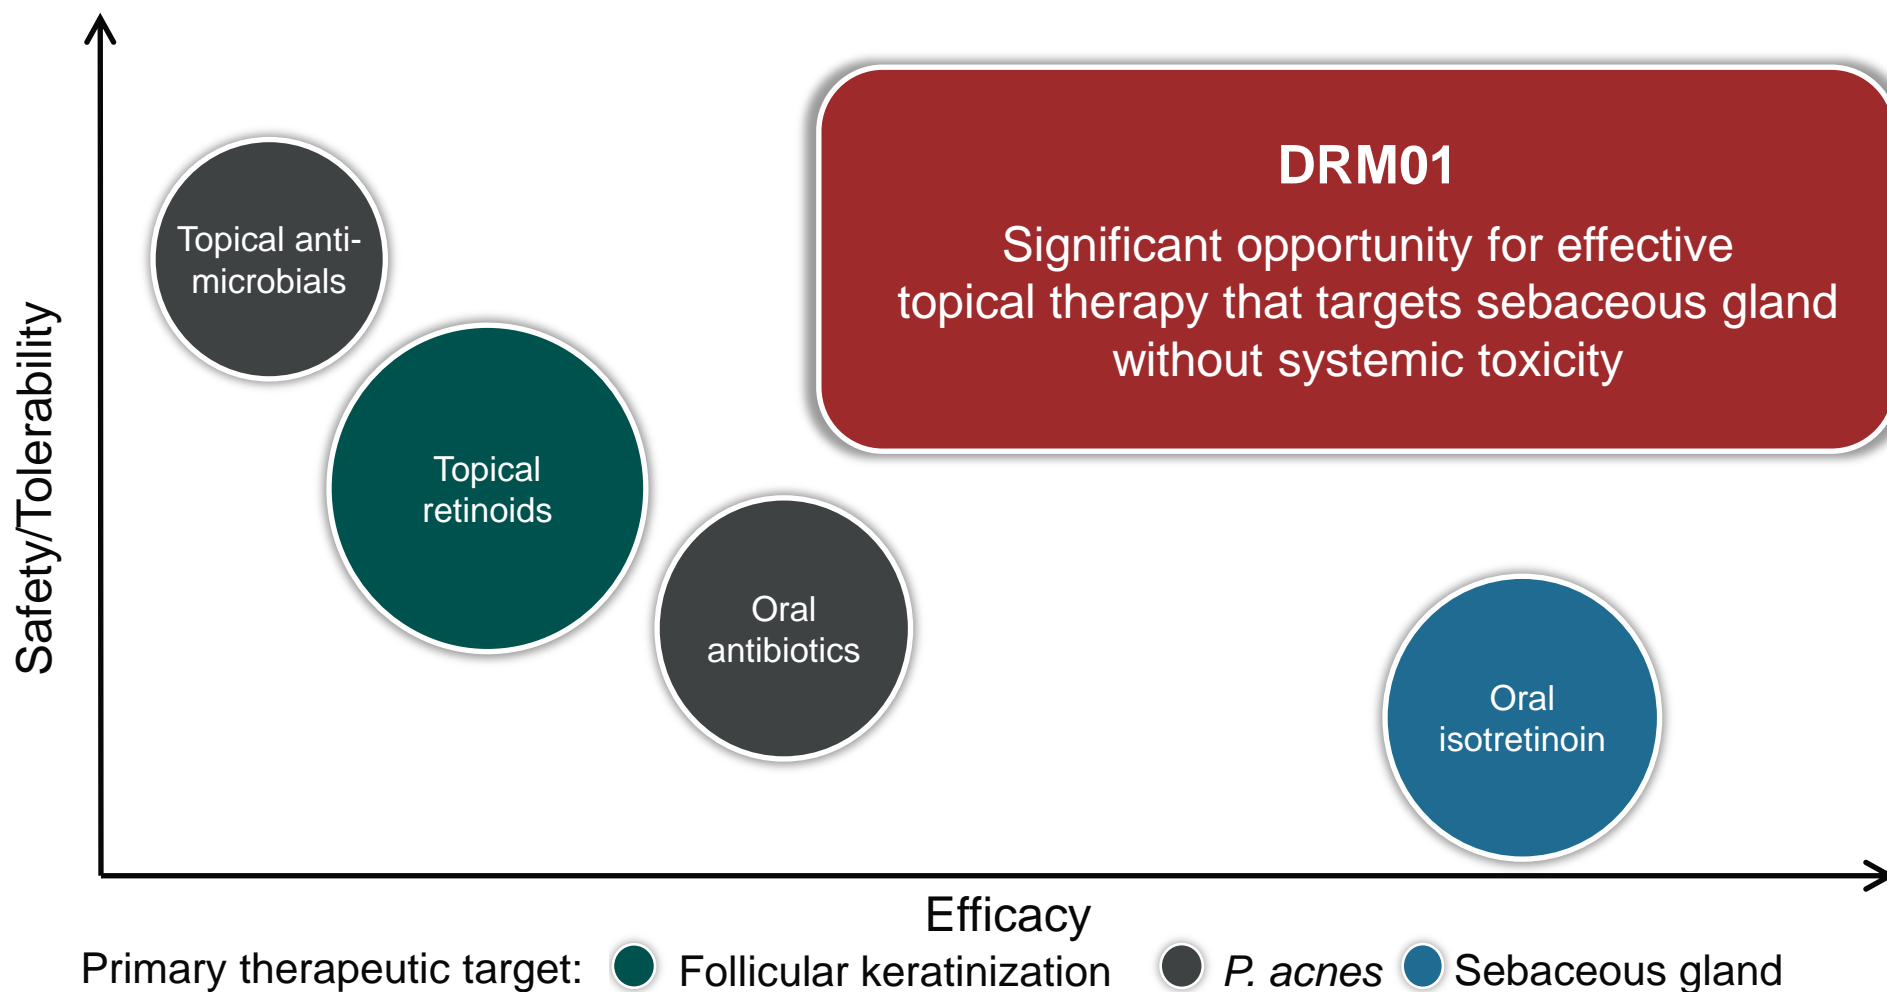 DRM01
Significant opportunity for effective
topical therapy that targets sebaceous gland
without systemic toxicity
Topical anti-
microbials
Topical
retinoids
Oral
antibiotics
Oral
isotretinoin
Safety/Tolerability
Efficacy
Primary therapeutic target: Follicular keratinization P. acnes Sebaceous gland